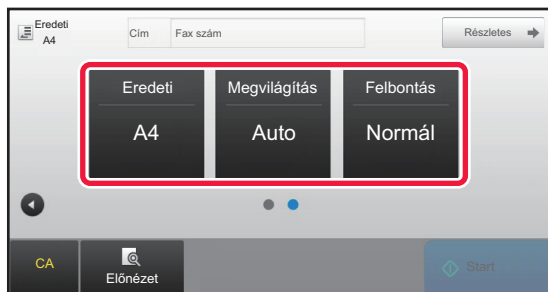 Eredeti
A4
Cím
Fax szám
Részletes
Eredeti
A4
Megvilágítás
Auto
Felbontás
Normál
CA
Előnézet
Start